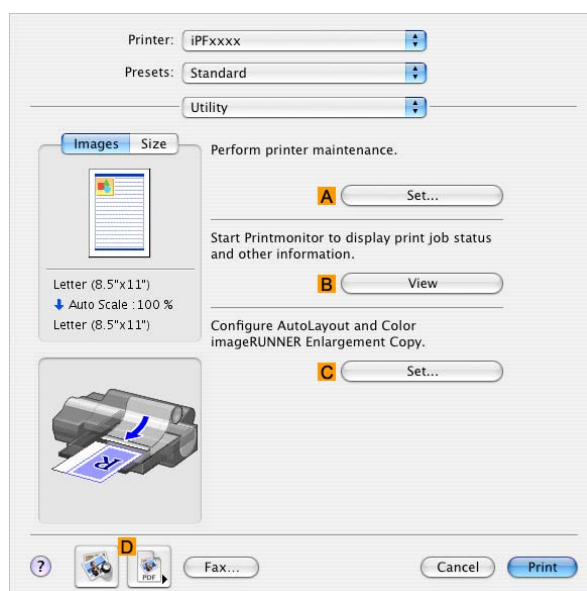 Printer: iPFxxxx
Presets: Standard
Utility
Images Size
Perform printer maintenance.
A Set...
Start Printmonitor to display print job status
and other information.
B View
Letter (8.5"x11")
Auto Scale :100 %
Letter (8.5"x11")
Configure AutoLayout and Color
imageRUNNER Enlargement Copy.
C Set...
R
D
? PDF Fax... Cancel Print